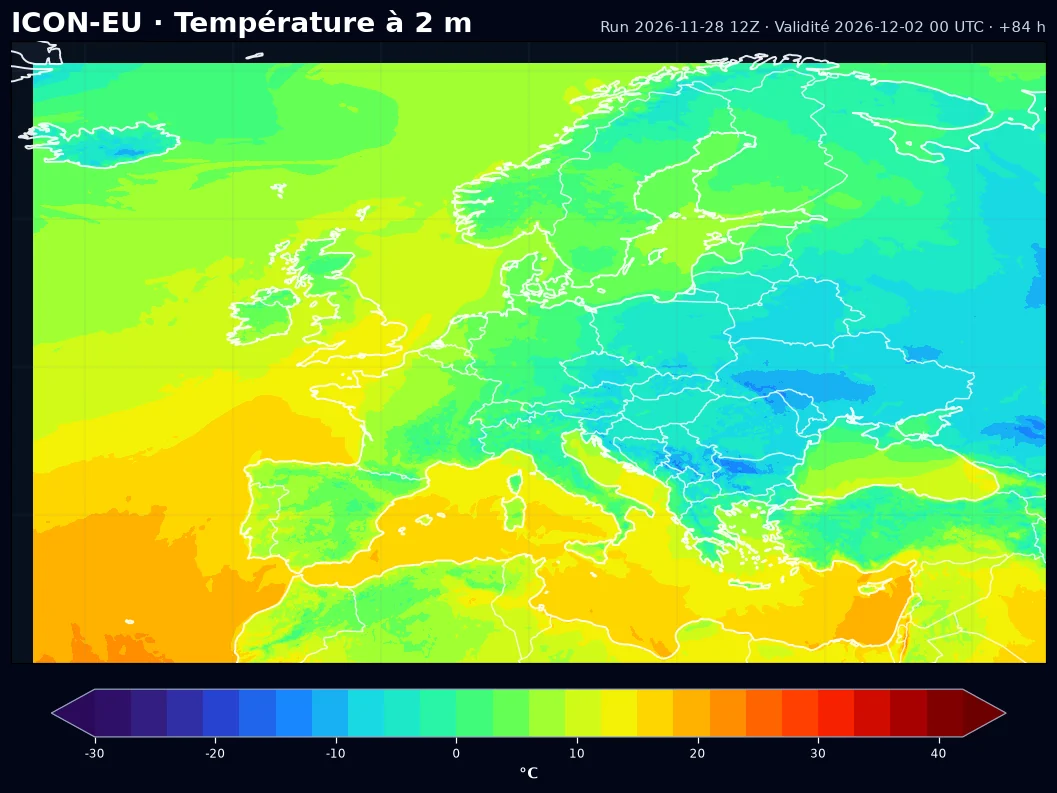 ICON-EU · Température à 2 m
Run 2026-11-28 12Z · Validité 2026-12-02 00 UTC · +84 h
-30 -20 -10 0 10 20 30 40
°C